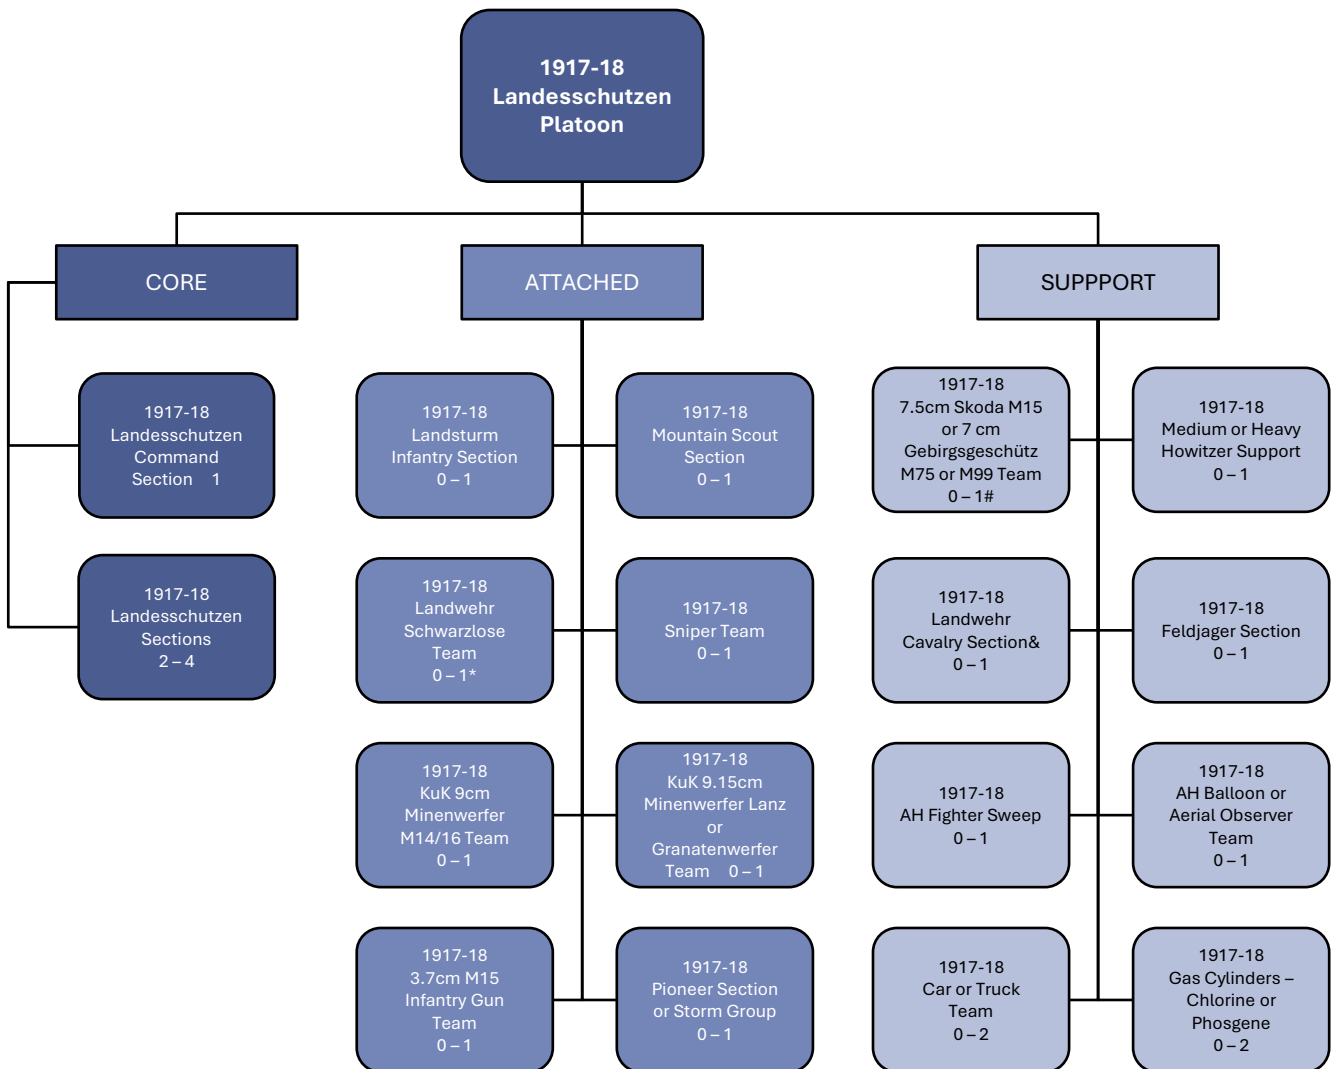 1917-18
Landesschutzen
Platoon
CORE
ATTACHED
SUPPPORT
1917-18
Landesschutzen
Command
Section 1
1917-18
Landesschutzen
Sections
2 – 4
1917-18
Landsturm
Infantry Section
0 – 1
1917-18
Mountain Scout
Section
0 – 1
1917-18
Landwehr
Schwarzlose
Team
0 – 1*
1917-18
Sniper Team
0 – 1
1917-18
KuK 9cm
Minenwerfer
M14/16 Team
0 – 1
1917-18
KuK 9.15cm
Minenwerfer Lanz
or
Granatenwerfer
Team 0 – 1
1917-18
3.7cm M15
Infantry Gun
Team
0 – 1
1917-18
Pioneer Section
or Storm Group
0 – 1
1917-18
7.5cm Skoda M15
or 7 cm
Gebirgsgeschütz
M75 or M99 Team
0 – 1#
1917-18
Medium or Heavy
Howitzer Support
0 – 1
1917-18
Landwehr
Cavalry Section&
0 – 1
1917-18
Feldjager Section
0 – 1
1917-18
AH Fighter Sweep
0 – 1
1917-18
AH Balloon or
Aerial Observer
Team
0 – 1
1917-18
Car or Truck
Team
0 – 2
1917-18
Gas Cylinders –
Chlorine or
Phosgene
0 – 2